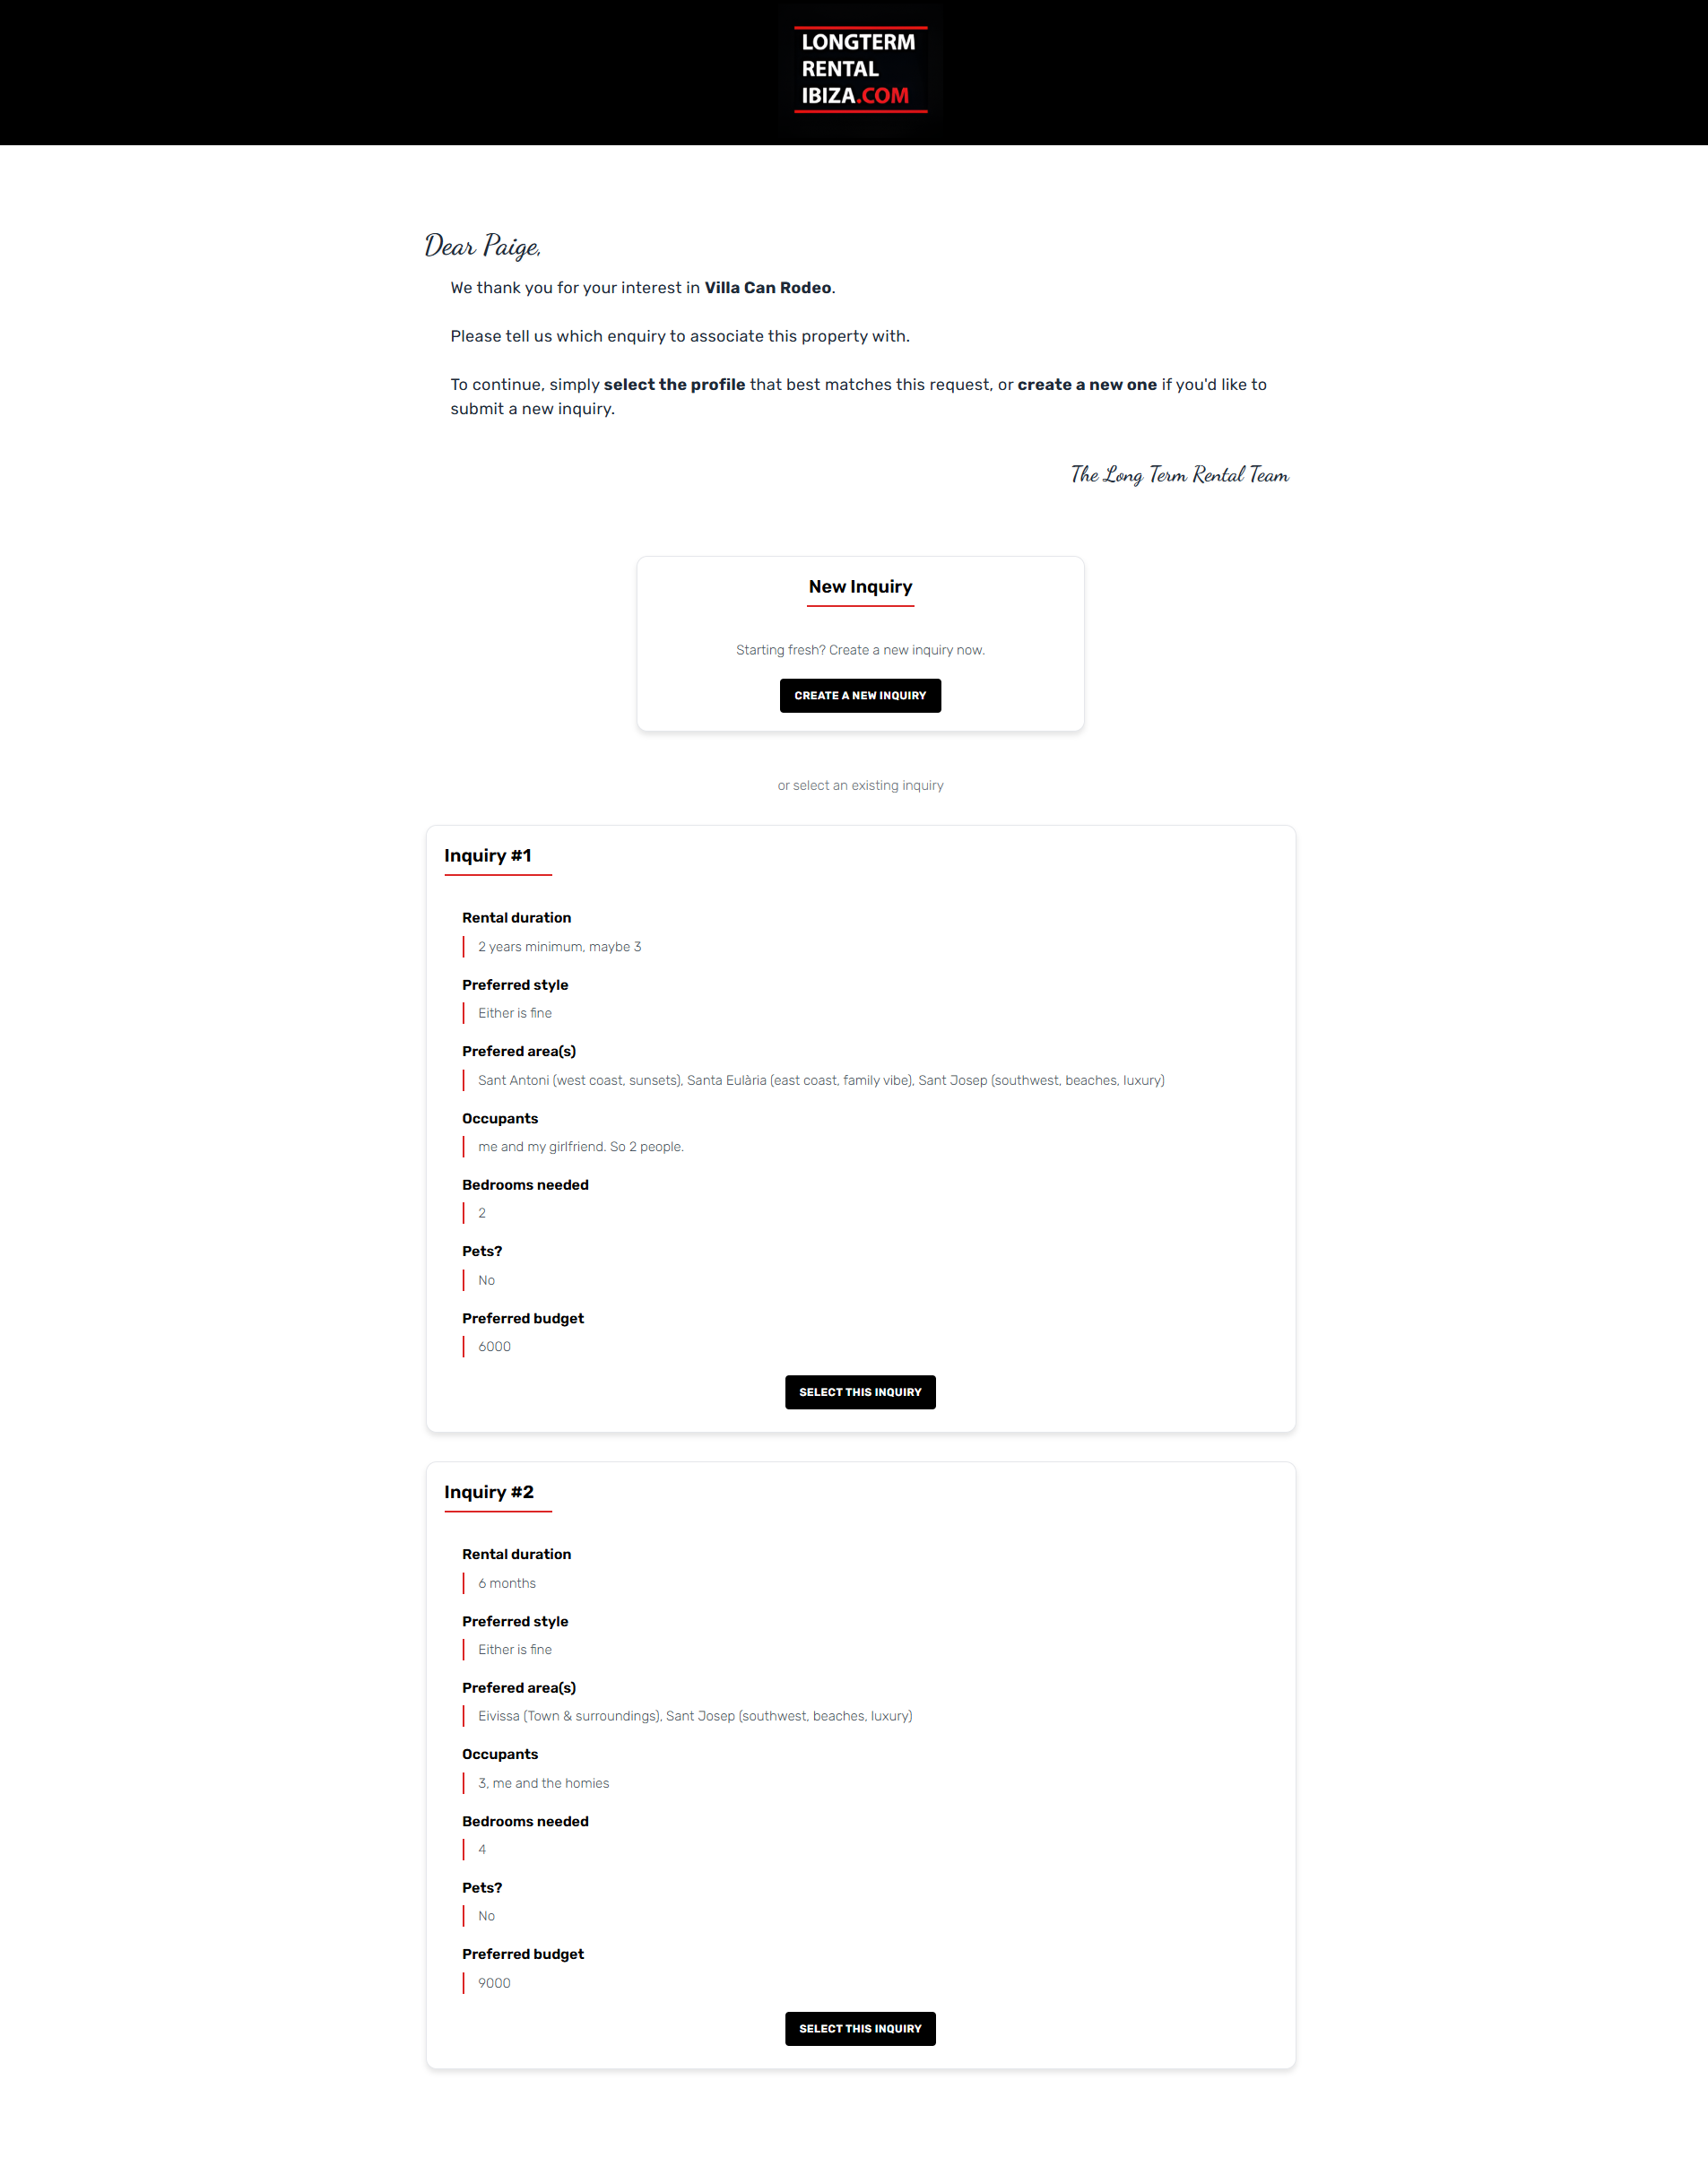 LONGTERM
RENTAL
IBIZA.COM
Dear Paige,
We thank you for your interest in Villa Can Rodeo.
Please tell us which enquiry to associate this property with.
To continue, simply select the profile that best matches this request, or create a new one if you'd like to
submit a new inquiry.
The Long Term Rental Team
New Inquiry
Starting fresh? Create a new inquiry now.
CREATE A NEW INQUIRY
or select an existing inquiry
Inquiry #1
Rental duration
2 years minimum, maybe 3
Preferred style
Either is fine
Prefered area(s)
Sant Antoni (west coast, sunsets), Santa Eulària (east coast, family vibe), Sant Josep (southwest, beaches, luxury)
Occupants
me and my girlfriend. So 2 people.
Bedrooms needed
2
Pets?
No
Preferred budget
6000
SELECT THIS INQUIRY
Inquiry #2
Rental duration
6 months
Preferred style
Either is fine
Prefered area(s)
Eivissa (Town & surroundings), Sant Josep (southwest, beaches, luxury)
Occupants
3, me and the homies
Bedrooms needed
4
Pets?
No
Preferred budget
9000
SELECT THIS INQUIRY